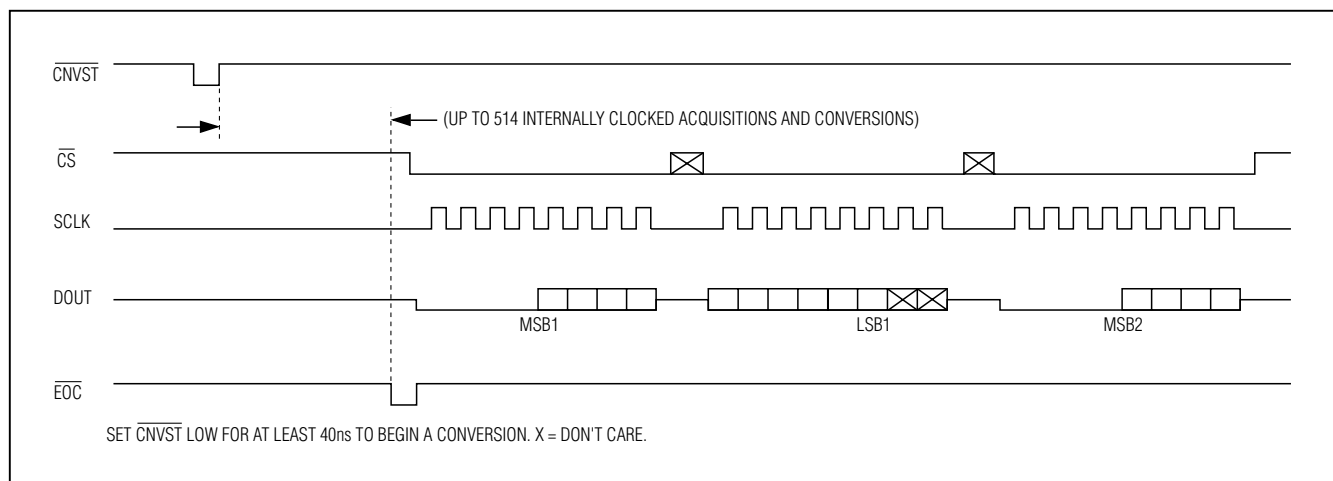 CNVST
(UP TO 514 INTERNALLY CLOCKED ACQUISITIONS AND CONVERSIONS)
CS
SCLK
DOUT
MSB1 LSB1 MSB2
EOC
SET CNVST LOW FOR AT LEAST 40ns TO BEGIN A CONVERSION. X = DON'T CARE.